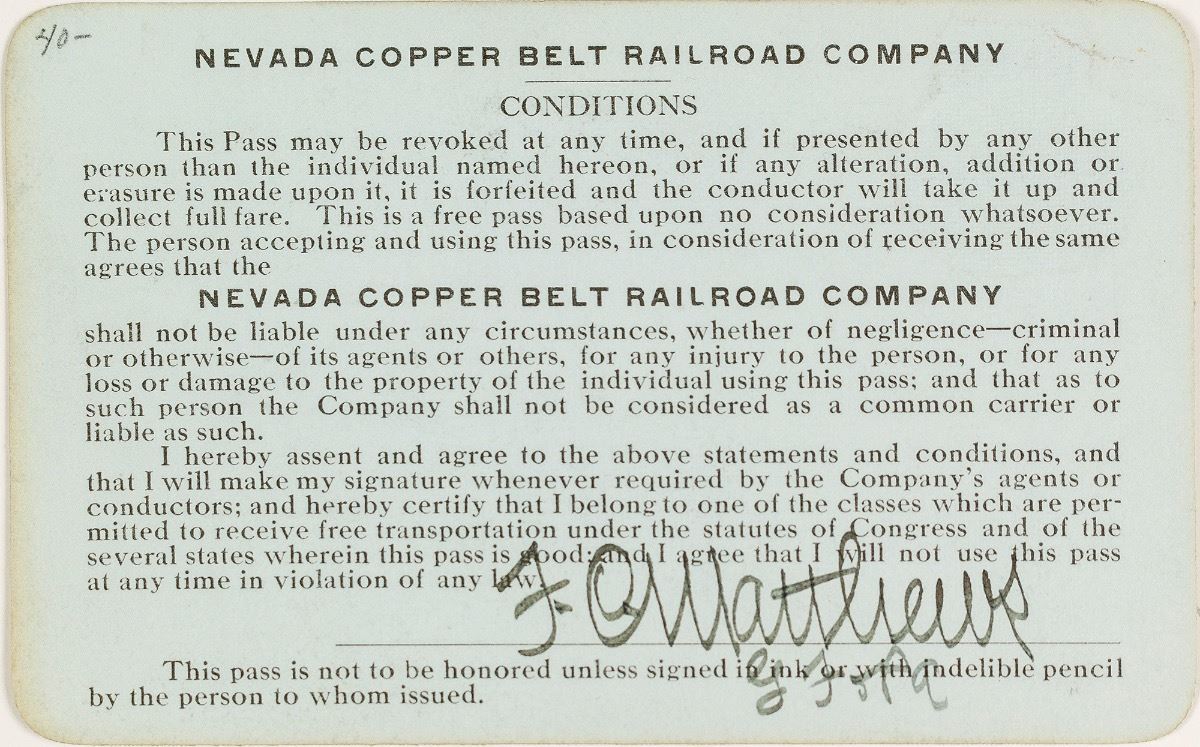 40-
NEVADA COPPER BELT RAILROAD COMPANY
CONDITIONS
This Pass may be revoked at any time, and if presented by any other
person than the individual named hereon, or if any alteration, addition or
erasure is made upon it, it is forfeited and the conductor will take it up and
collect full fare. This is a free pass based upon no consideration whatsoever.
The person accepting and using this pass, in consideration of receiving the same
agrees that the
NEVADA COPPER BELT RAILROAD COMPANY
shall not be liable under any circumstances, whether of negligence—criminal
or otherwise—of its agents or others, for any injury to the person, or for any
loss or damage to the property of the individual using this pass; and that as to
such person the Company shall not be considered as a common carrier or
liable as such.
I hereby assent and agree to the above statements and conditions, and
that I will make my signature whenever required by the Company's agents or
conductors; and hereby certify that I belong to one of the classes which are per-
mitted to receive free transportation under the statutes of Congress and of the
several states wherein this pass is good; and I agree that I will not use this pass
at any time in violation of any law.
F O Matthews
This pass is not to be honored unless signed in ink or with indelible pencil
by the person to whom issued.